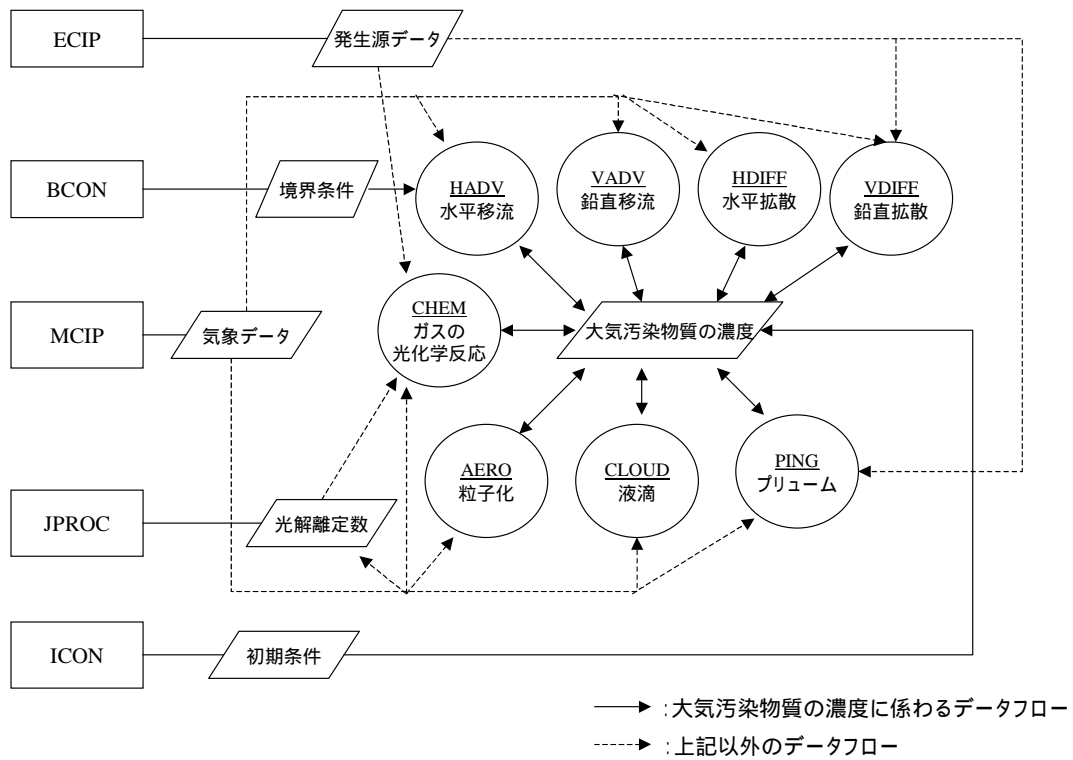 ECIP
発生源データ
BCON
境界条件
HADV
水平移流
VADV
鉛直移流
HDIFF
水平拡散
VDIFF
鉛直拡散
MCIP
気象データ
CHEM
ガスの
光化学反応
大気汚染物質の濃度
AERO
粒子化
CLOUD
液滴
PING
プリューム
JPROC
光解離定数
ICON
初期条件
:大気汚染物質の濃度に係わるデータフロー
:上記以外のデータフロー